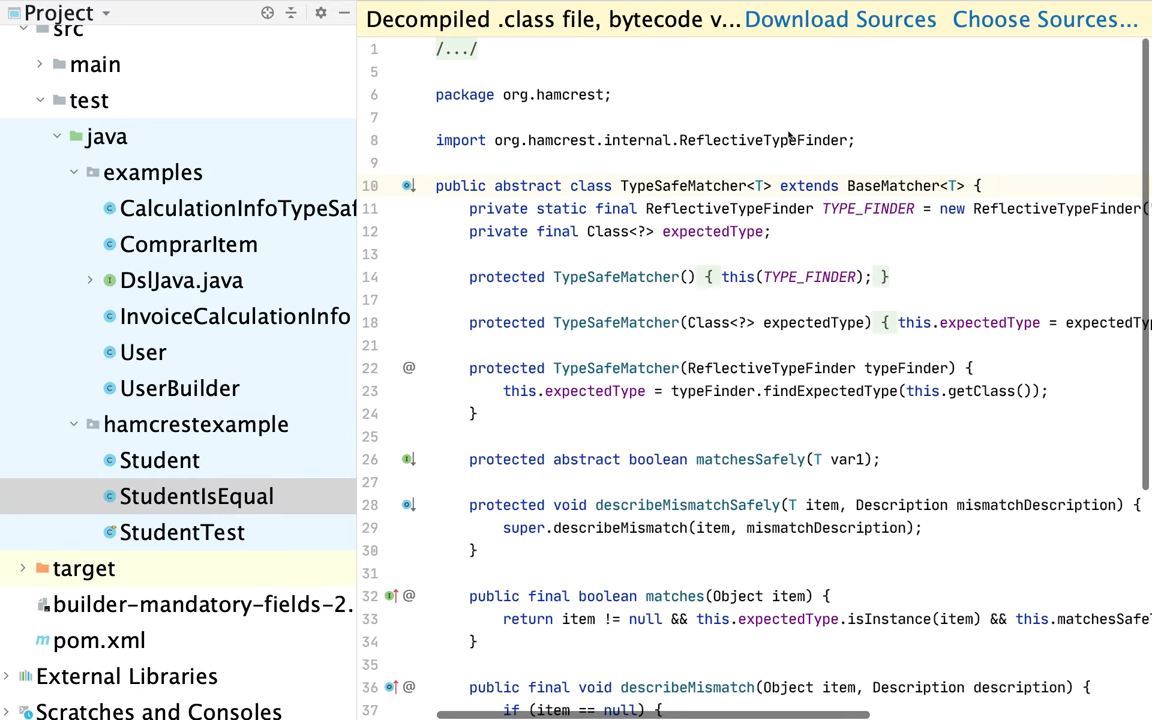 Project
src
main
test
java
examples
CalculationInfoTypeSaf
ComprarItem
DslJava.java
InvoiceCalculationInfo
User
UserBuilder
hamcrestexample
Student
StudentIsEqual
StudentTest
target
builder-mandatory-fields-2.
pom.xml
External Libraries
Scratches and Consoles
Decompiled .class file, bytecode v... Download Sources Choose Sources...
1 /.../
5
6 package org.hamcrest;
7
8 import org.hamcrest.internal.ReflectiveTypeFinder;
9
10 public abstract class TypeSafeMatcher<T> extends BaseMatcher<T> {
11 private static final ReflectiveTypeFinder TYPE_FINDER = new ReflectiveTypeFinder("
12 private final Class<?> expectedType;
13
14 protected TypeSafeMatcher() { this(TYPE_FINDER); }
17
18 protected TypeSafeMatcher(Class<?> expectedType) { this.expectedType = expectedTy
21
22 @ protected TypeSafeMatcher(ReflectiveTypeFinder typeFinder) {
23 this.expectedType = typeFinder.findExpectedType(this.getClass());
24 }
25
26 protected abstract boolean matchesSafely(T var1);
27
28 protected void describeMismatchSafely(T item, Description mismatchDescription) {
29 super.describeMismatch(item, mismatchDescription);
30 }
31
32 @ public final boolean matches(Object item) {
33 return item != null && this.expectedType.isInstance(item) && this.matchesSafe
34 }
35
36 @ public final void describeMismatch(Object item, Description description) {
37 if (item == null) {